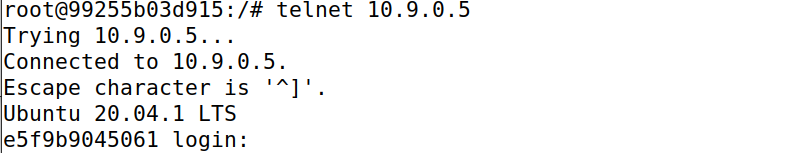 root@99255b03d915:/# telnet 10.9.0.5
Trying 10.9.0.5...
Connected to 10.9.0.5.
Escape character is '^]'.
Ubuntu 20.04.1 LTS
e5f9b9045061 login: